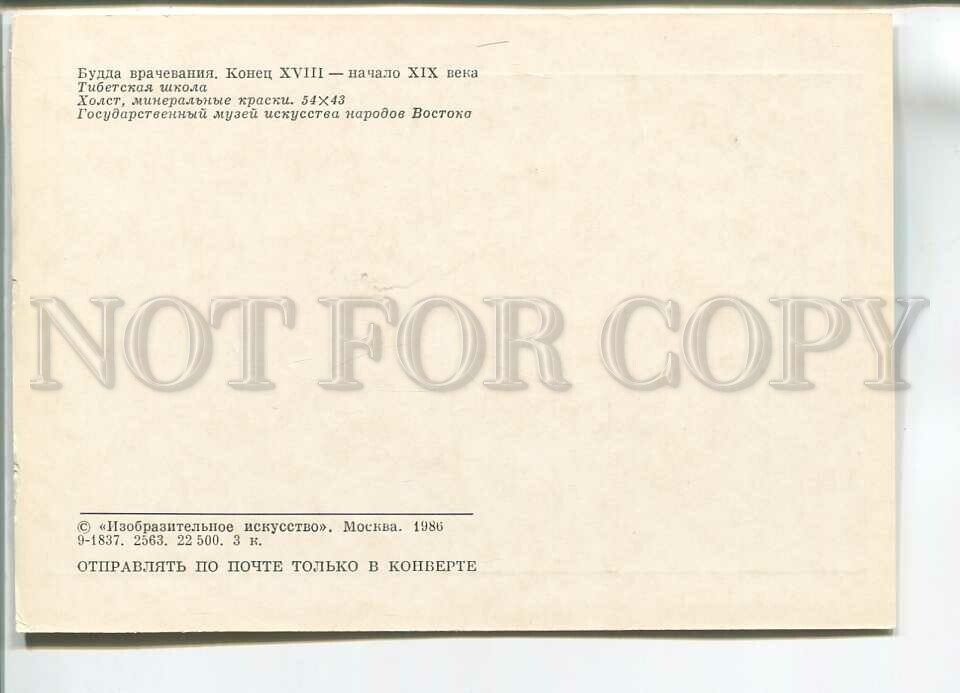 Будда врачевания. Конец XVIII — начало XIX века
Тибетская школа
Холст, минеральные краски. 54×43
Государственный музей искусства народов Востока
NOT FOR COPY
© «Изобразительное искусство». Москва. 1986
9-1837. 2563. 22 500. 3 к.
ОТПРАВЛЯТЬ ПО ПОЧТЕ ТОЛЬКО В КОНВЕРТЕ